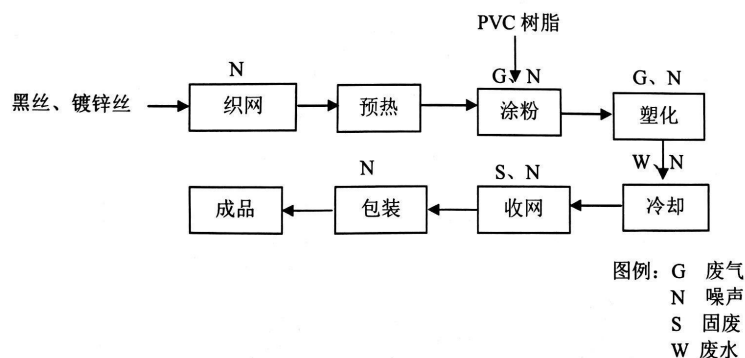 PVC 树脂
N
G、N
G、N
黑丝、镀锌丝
织网
预热
涂粉
塑化
N
S、N
W、N
成品
包装
收网
冷却
图例：G 废气
N 噪声
S 固废
W 废水